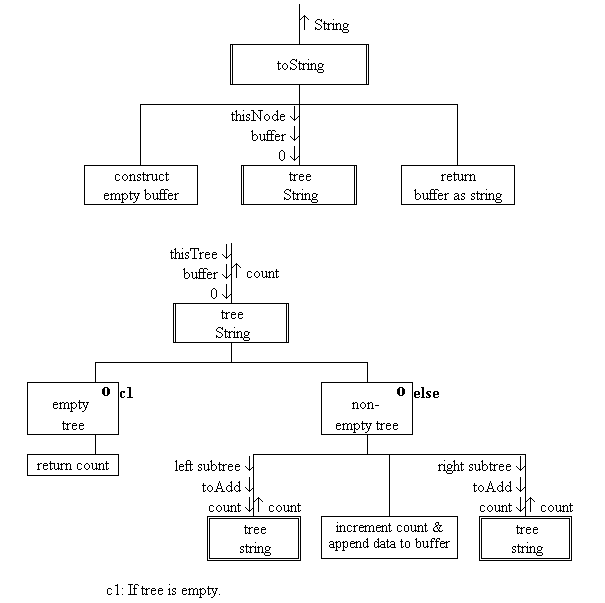 String
toString
thisNode
buffer
0
construct
empty buffer
tree
String
return
buffer as string
thisTree
buffer
count
0
tree
String
o c1
empty
tree
o else
non-
empty tree
return count
left subtree
toAdd
count
count
right subtree
toAdd
count
count
tree
string
increment count &
append data to buffer
tree
string
c1: If tree is empty.